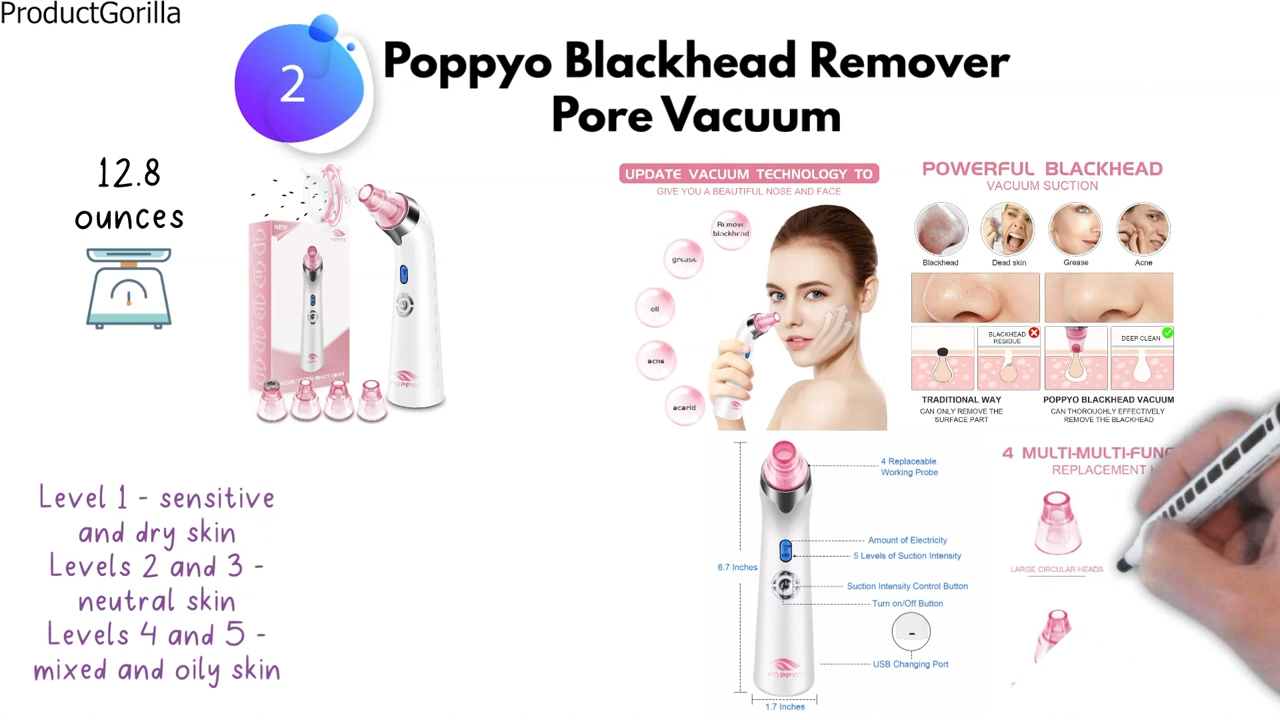 ProductGorilla
2
Poppyo Blackhead Remover
Pore Vacuum
12.8
ounces
NEW
POPPYO
Level 1 - sensitive
and dry skin
Levels 2 and 3 -
neutral skin
Levels 4 and 5 -
mixed and oily skin
UPDATE VACUUM TECHNOLOGY TO
GIVE YOU A BEAUTIFUL NOSE AND FACE
Remove
blackhead
grease
oil
acne
acarid
POWERFUL BLACKHEAD
VACUUM SUCTION
Blackhead
Dead skin
Grease
Acne
BLACKHEAD
RESIDUE
DEEP CLEAN
TRADITIONAL WAY
CAN ONLY REMOVE THE
SURFACE PART
POPPYO BLACKHEAD VACUUM
CAN THOROUGHLY EFFECTIVELY
REMOVE THE BLACKHEAD
4 Replaceable
Working Probe
Amount of Electricity
5 Levels of Suction Intensity
6.7 Inches
Suction Intensity Control Button
Turn on/Off Button
USB Changing Port
POPPYO
1.7 Inches
4 MULTI-MULTI-FUNC
REPLACEMENT H
LARGE CIRCULAR HEADS